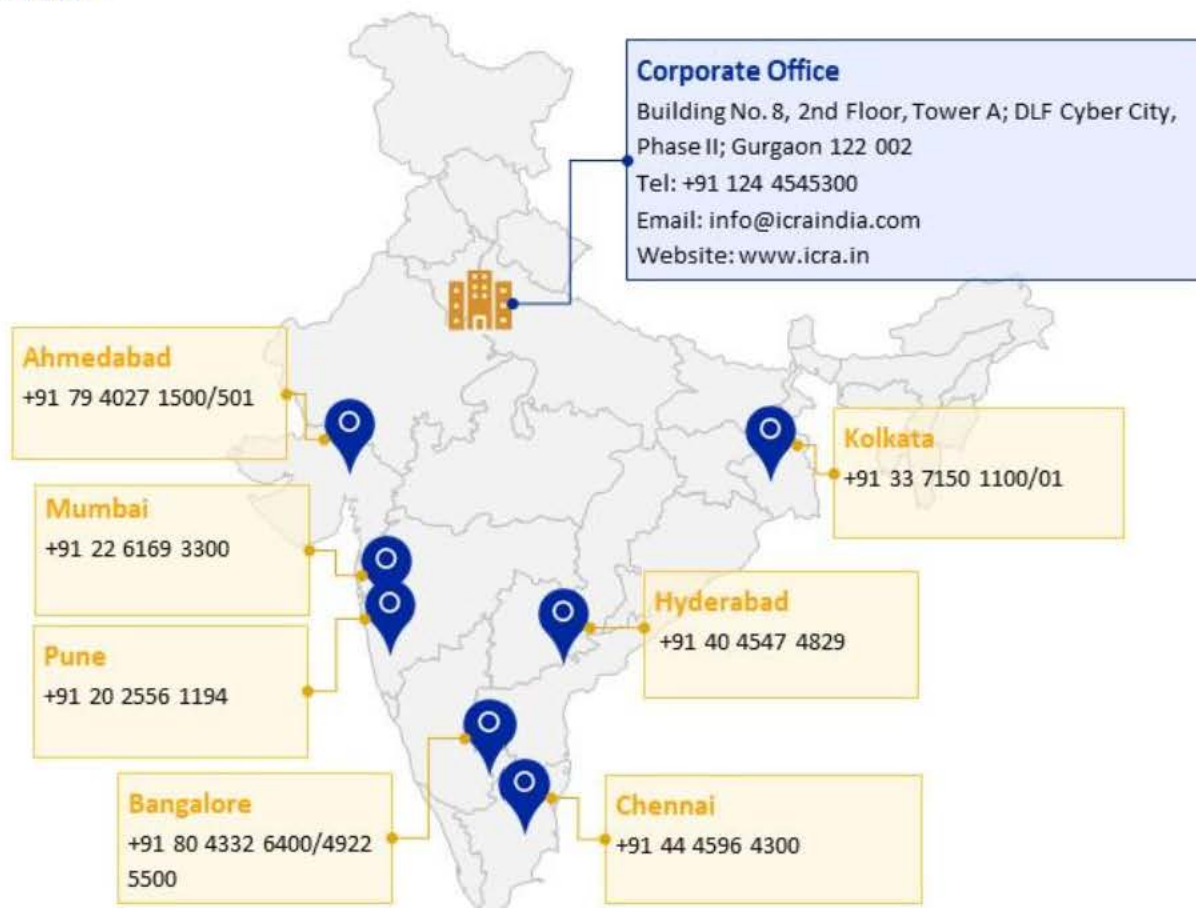 Corporate Office
Building No. 8, 2nd Floor, Tower A; DLF Cyber City,
Phase II; Gurgaon 122 002
Tel: +91 124 4545300
Email: info@icraindia.com
Website: www.icra.in
Ahmedabad
+91 79 4027 1500/501
Kolkata
+91 33 7150 1100/01
Mumbai
+91 22 6169 3300
Hyderabad
+91 40 4547 4829
Pune
+91 20 2556 1194
Bangalore
+91 80 4332 6400/4922
5500
Chennai
+91 44 4596 4300